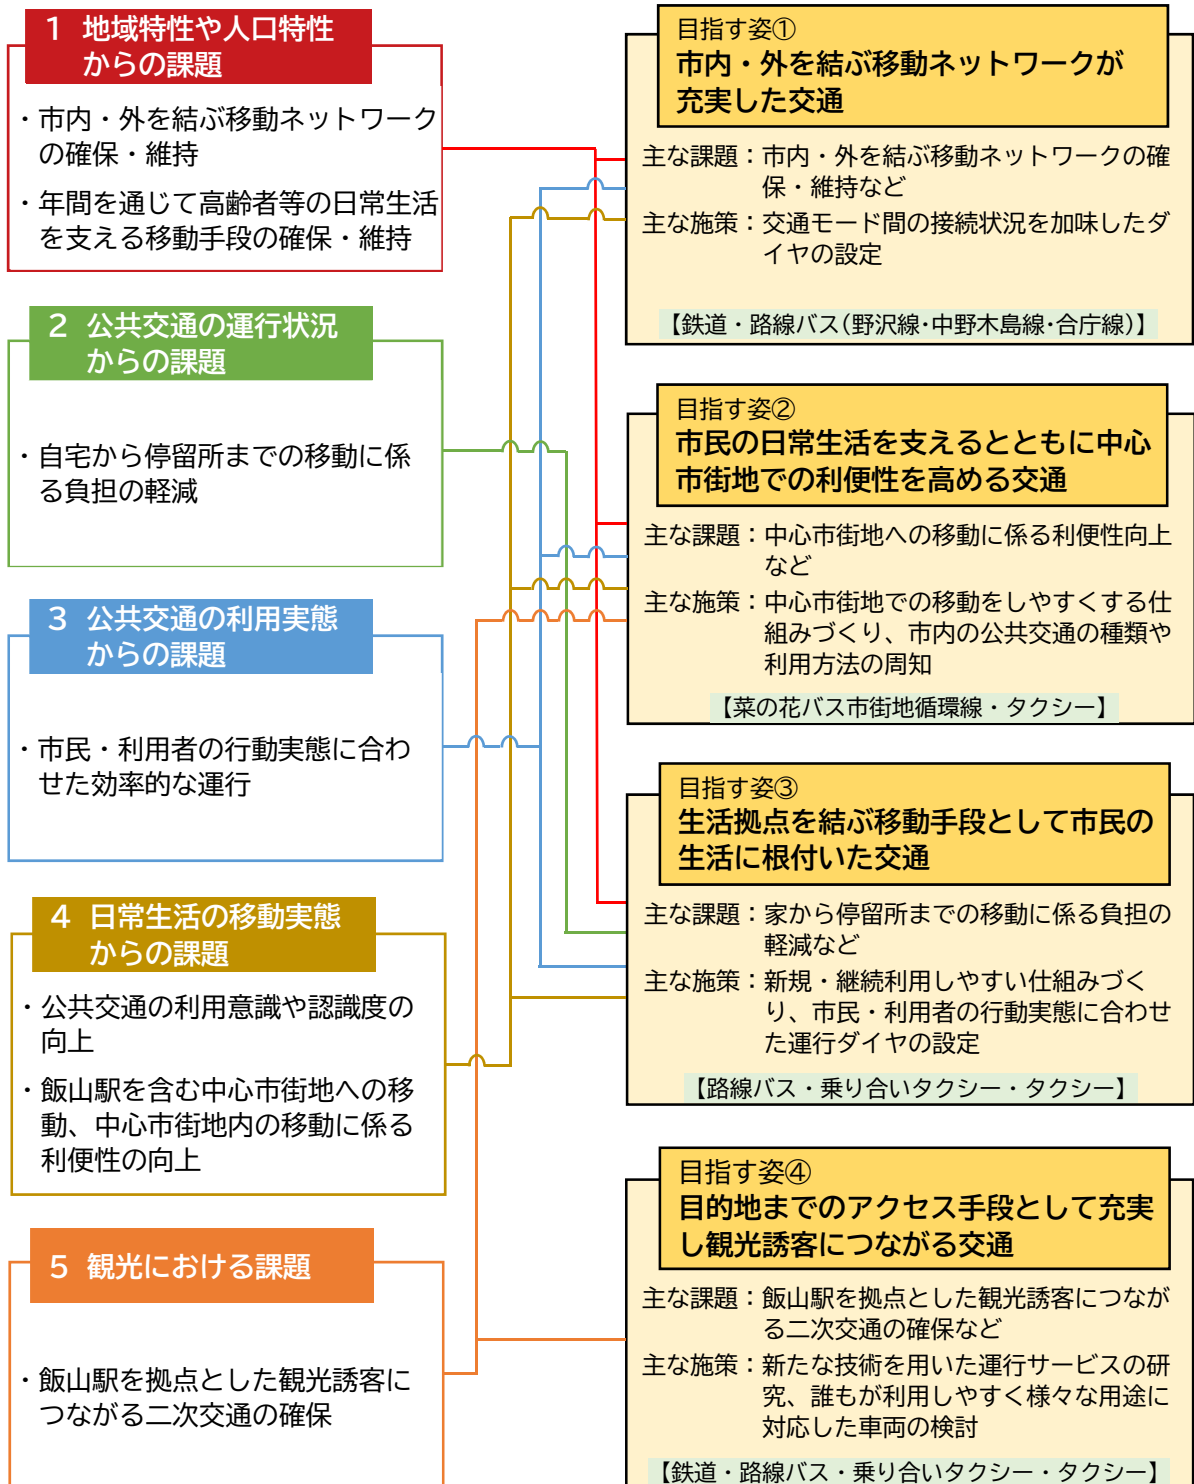 1 地域特性や人口特性
からの課題
・市内・外を結ぶ移動ネットワーク
の確保・維持
・年間を通じて高齢者等の日常生活
を支える移動手段の確保・維持
2 公共交通の運行状況
からの課題
・自宅から停留所までの移動に係
る負担の軽減
3 公共交通の利用実態
からの課題
・市民・利用者の行動実態に合わ
せた効率的な運行
4 日常生活の移動実態
からの課題
・公共交通の利用意識や認識度の
向上
・飯山駅を含む中心市街地への移
動、中心市街地内の移動に係る
利便性の向上
5 観光における課題
・飯山駅を拠点とした観光誘客に
つながる二次交通の確保
目指す姿①
市内・外を結ぶ移動ネットワークが
充実した交通
主な課題：市内・外を結ぶ移動ネットワークの確
保・維持など
主な施策：交通モード間の接続状況を加味したダ
イヤの設定
【鉄道・路線バス(野沢線・中野木島線・合庁線)】
目指す姿②
市民の日常生活を支えるとともに中心
市街地での利便性を高める交通
主な課題：中心市街地への移動に係る利便性向上
など
主な施策：中心市街地での移動をしやすくする仕
組みづくり、市内の公共交通の種類や
利用方法の周知
【菜の花バス市街地循環線・タクシー】
目指す姿③
生活拠点を結ぶ移動手段として市民の
生活に根付いた交通
主な課題：家から停留所までの移動に係る負担の
軽減など
主な施策：新規・継続利用しやすい仕組みづく
り、市民・利用者の行動実態に合わせ
た運行ダイヤの設定
【路線バス・乗り合いタクシー・タクシー】
目指す姿④
目的地までのアクセス手段として充実
し観光誘客につながる交通
主な課題：飯山駅を拠点とした観光誘客につなが
る二次交通の確保など
主な施策：新たな技術を用いた運行サービスの研
究、誰もが利用しやすく様々な用途に
対応した車両の検討
【鉄道・路線バス・乗り合いタクシー・タクシー】